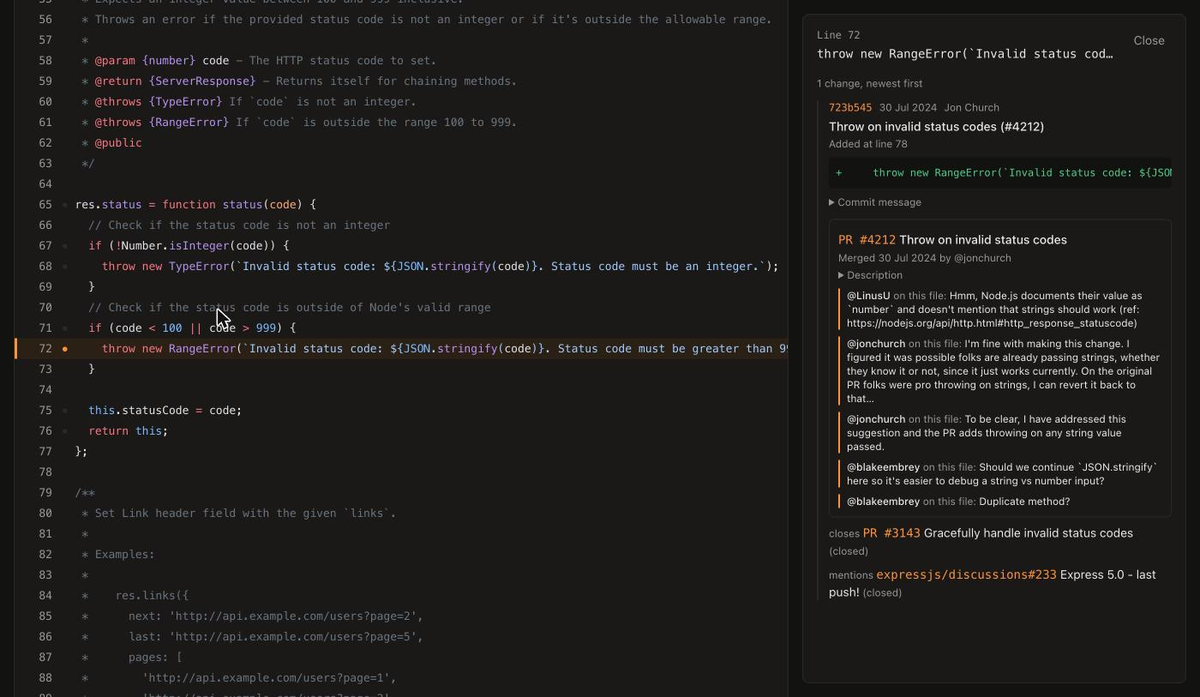 55 * Expects an integer value between 100 and 999 inclusive.
56 * Throws an error if the provided status code is not an integer or if it's outside the allowable range.
57 *
58 * @param {number} code - The HTTP status code to set.
59 * @return {ServerResponse} - Returns itself for chaining methods.
60 * @throws {TypeError} If `code` is not an integer.
61 * @throws {RangeError} If `code` is outside the range 100 to 999.
62 * @public
63 */
64
65 res.status = function status(code) {
66 // Check if the status code is not an integer
67 if (!Number.isInteger(code)) {
68 throw new TypeError(`Invalid status code: ${JSON.stringify(code)}. Status code must be an integer.`);
69 }
70 // Check if the status code is outside of Node's valid range
71 if (code < 100 || code > 999) {
72 throw new RangeError(`Invalid status code: ${JSON.stringify(code)}. Status code must be greater than 9
73 }
74
75 this.statusCode = code;
76 return this;
77 };
78
79 /**
80 * Set Link header field with the given `links`.
81 *
82 * Examples:
83 *
84 * res.links({
85 * next: 'http://api.example.com/users?page=2',
86 * last: 'http://api.example.com/users?page=5',
87 * pages: [
88 * 'http://api.example.com/users?page=1',
Line 72
throw new RangeError(`Invalid status cod…
Close
1 change, newest first
723b545 30 Jul 2024 Jon Church
Throw on invalid status codes (#4212)
Added at line 78
+ throw new RangeError(`Invalid status code: ${JSON
▶ Commit message
PR #4212 Throw on invalid status codes
Merged 30 Jul 2024 by @jonchurch
▶ Description
@LinusU on this file: Hmm, Node.js documents their value as
`number` and doesn't mention that strings should work (ref:
https://nodejs.org/api/http.html#http_response_statuscode)
@jonchurch on this file: I'm fine with making this change. I
figured it was possible folks are already passing strings, whether
they know it or not, since it just works currently. On the original
PR folks were pro throwing on strings, I can revert it back to
that…
@jonchurch on this file: To be clear, I have addressed this
suggestion and the PR adds throwing on any string value
passed.
@blakeembrey on this file: Should we continue `JSON.stringify`
here so it's easier to debug a string vs number input?
@blakeembrey on this file: Duplicate method?
closes PR #3143 Gracefully handle invalid status codes
(closed)
mentions expressjs/discussions#233 Express 5.0 - last
push! (closed)